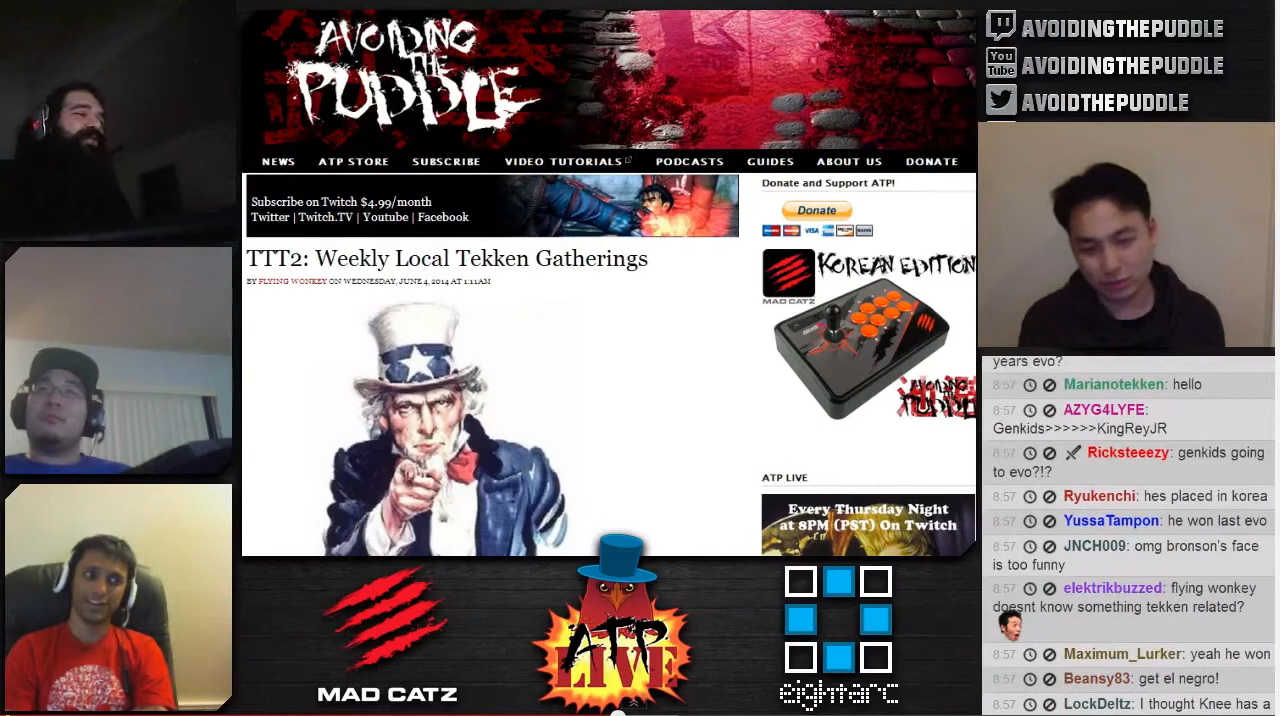 AVOIDING
THE
PUDDLE
NEWS ATP STORE SUBSCRIBE VIDEO TUTORIALS PODCASTS GUIDES ABOUT US DONATE
Subscribe on Twitch $4.99/month
Twitter | Twitch.TV | Youtube | Facebook
TTT2: Weekly Local Tekken Gatherings
BY FLYING WONKEY ON WEDNESDAY, JUNE 4, 2014 AT 1:11AM
Donate and Support ATP!
Donate
VISA
KOREAN EDITION
MAD CATZ
AVOIDING
THE
PUDDLE
ATP LIVE
Every Thursday Night
at 8PM (PST) On Twitch
AVOIDINGTHEPUDDLE
You
Tube
AVOIDINGTHEPUDDLE
AVOIDTHEPUDDLE
years evo?
8:57 Marianotekken: hello
8:57 AZYG4LYFE:
Genkids>>>>>>KingReyJR
8:57 Ricksteeezy: genkids going
to evo?!?
8:57 Ryukenchi: hes placed in korea
8:57 YussaTampon: he won last evo
8:57 JNCH009: omg bronson's face
is too funny
8:57 elektrikbuzzed: flying wonkey
doesnt know something tekken related?
8:57 Maximum_Lurker: yeah he won
8:57 Beansy83: get el negro!
8:57 LockDeltz: I thought Knee has a
MAD CATZ
ATP
LIVE
eightarc